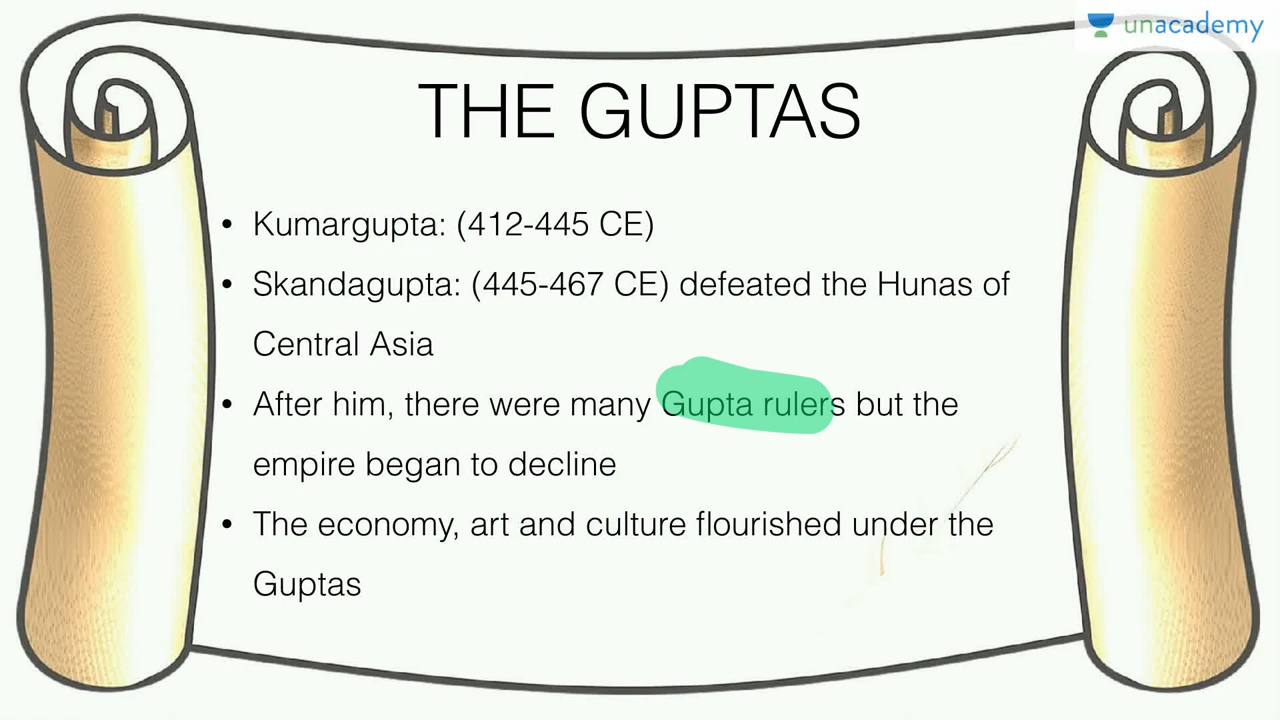 unacademy
THE GUPTAS
• Kumargupta: (412-445 CE)
• Skandagupta: (445-467 CE) defeated the Hunas of
Central Asia
• After him, there were many Gupta rulers but the
empire began to decline
• The economy, art and culture flourished under the
Guptas